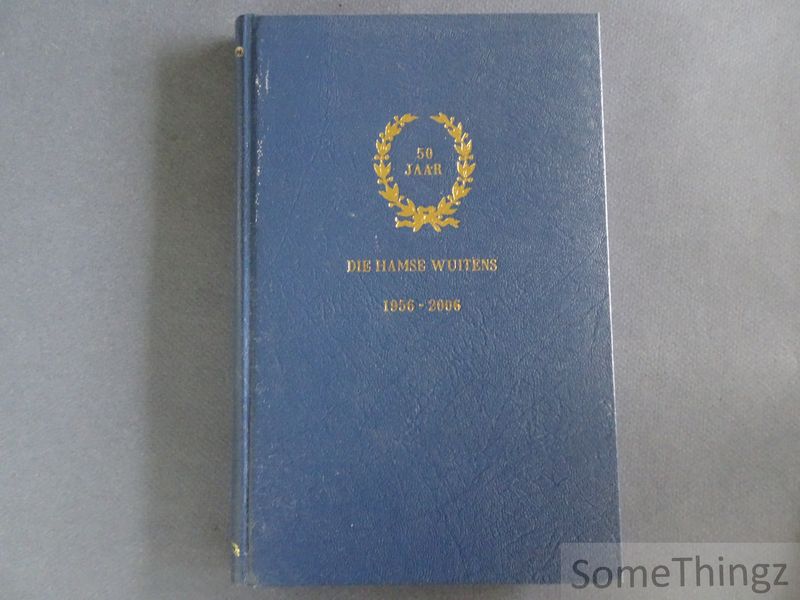 50
JAAR
DIE HAMSE WUITENS
1956 - 2006
SomeThingz